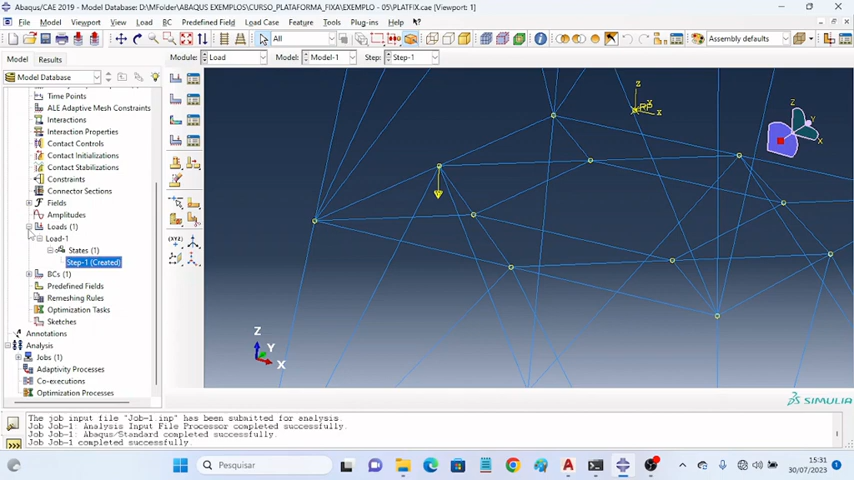 Abaqus/CAE 2019 - Model Database: D:\MFolder\ABAQUS EXEMPLOS\CURSO_PLATAFORMA_FIXA\EXEMPLO - 05\PLATFIX.cae [Viewport: 1]
File Model Viewport View Load BC Predefined Field Load Case Feature Tools Plug-ins Help
All Assembly defaults
Model Results Module: Load Model: Model-1 Step: Step-1
Model Database
Time Points
ALE Adaptive Mesh Constraints
Interactions
Interaction Properties
Contact Controls
Contact Initializations
Contact Stabilizations
Constraints
Connector Sections
Fields
Amplitudes
Loads (1)
Load-1
States (1)
Step-1 (Created)
BCs (1)
Predefined Fields
Remeshing Rules
Optimization Tasks
Sketches
Annotations
Analysis
Jobs (1)
Adaptivity Processes
Co-executions
Optimization Processes
z
RP
x
Z
Y
X
Z
Y
X
SIMULIA
The job input file "Job-1.inp" has been submitted for analysis.
Job Job-1: Analysis Input File Processor completed successfully.
Job Job-1: Abaqus/Standard completed successfully.
Job Job-1 completed successfully.
Pesquisar
15:31
30/07/2023